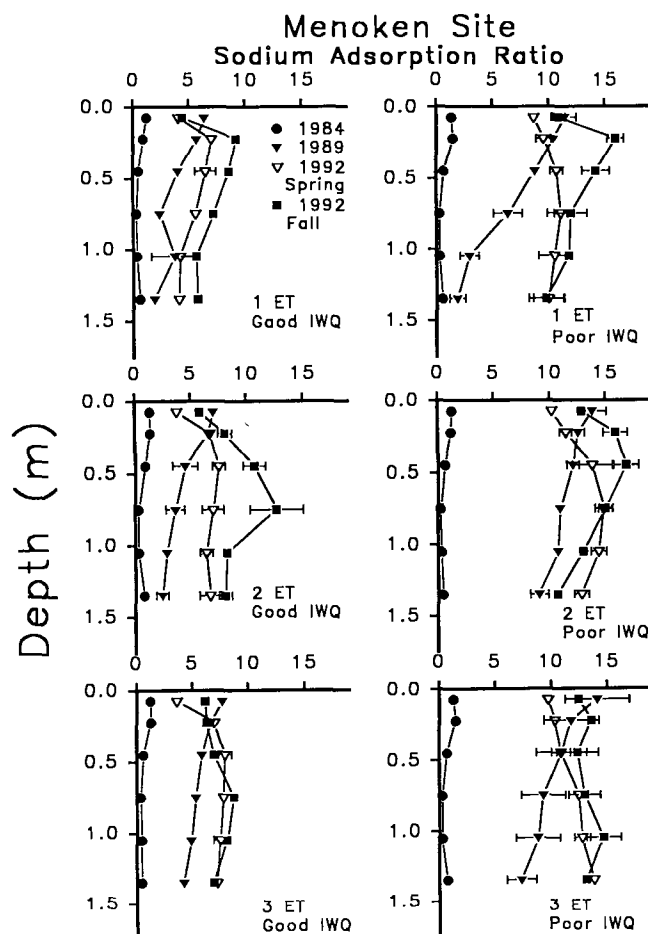 Menoken Site
Sodium Adsorption Ratio
0 5 10 15
0 5 10 15
0.0
0.5
1.0
1.5
1984
1989
1992
Spring
1992
Fall
1 ET
Good IWQ
1 ET
Poor IWQ
0 5 10 15
0 5 10 15
0.0
0.5
1.0
1.5
0.0
0.5
1.0
1.5
2 ET
Good IWQ
2 ET
Poor IWQ
0 5 10 15
0 5 10 15
0.0
0.5
1.0
1.5
0.0
0.5
1.0
1.5
3 ET
Good IWQ
3 ET
Poor IWQ
0.0
0.5
1.0
1.5
Depth (m)